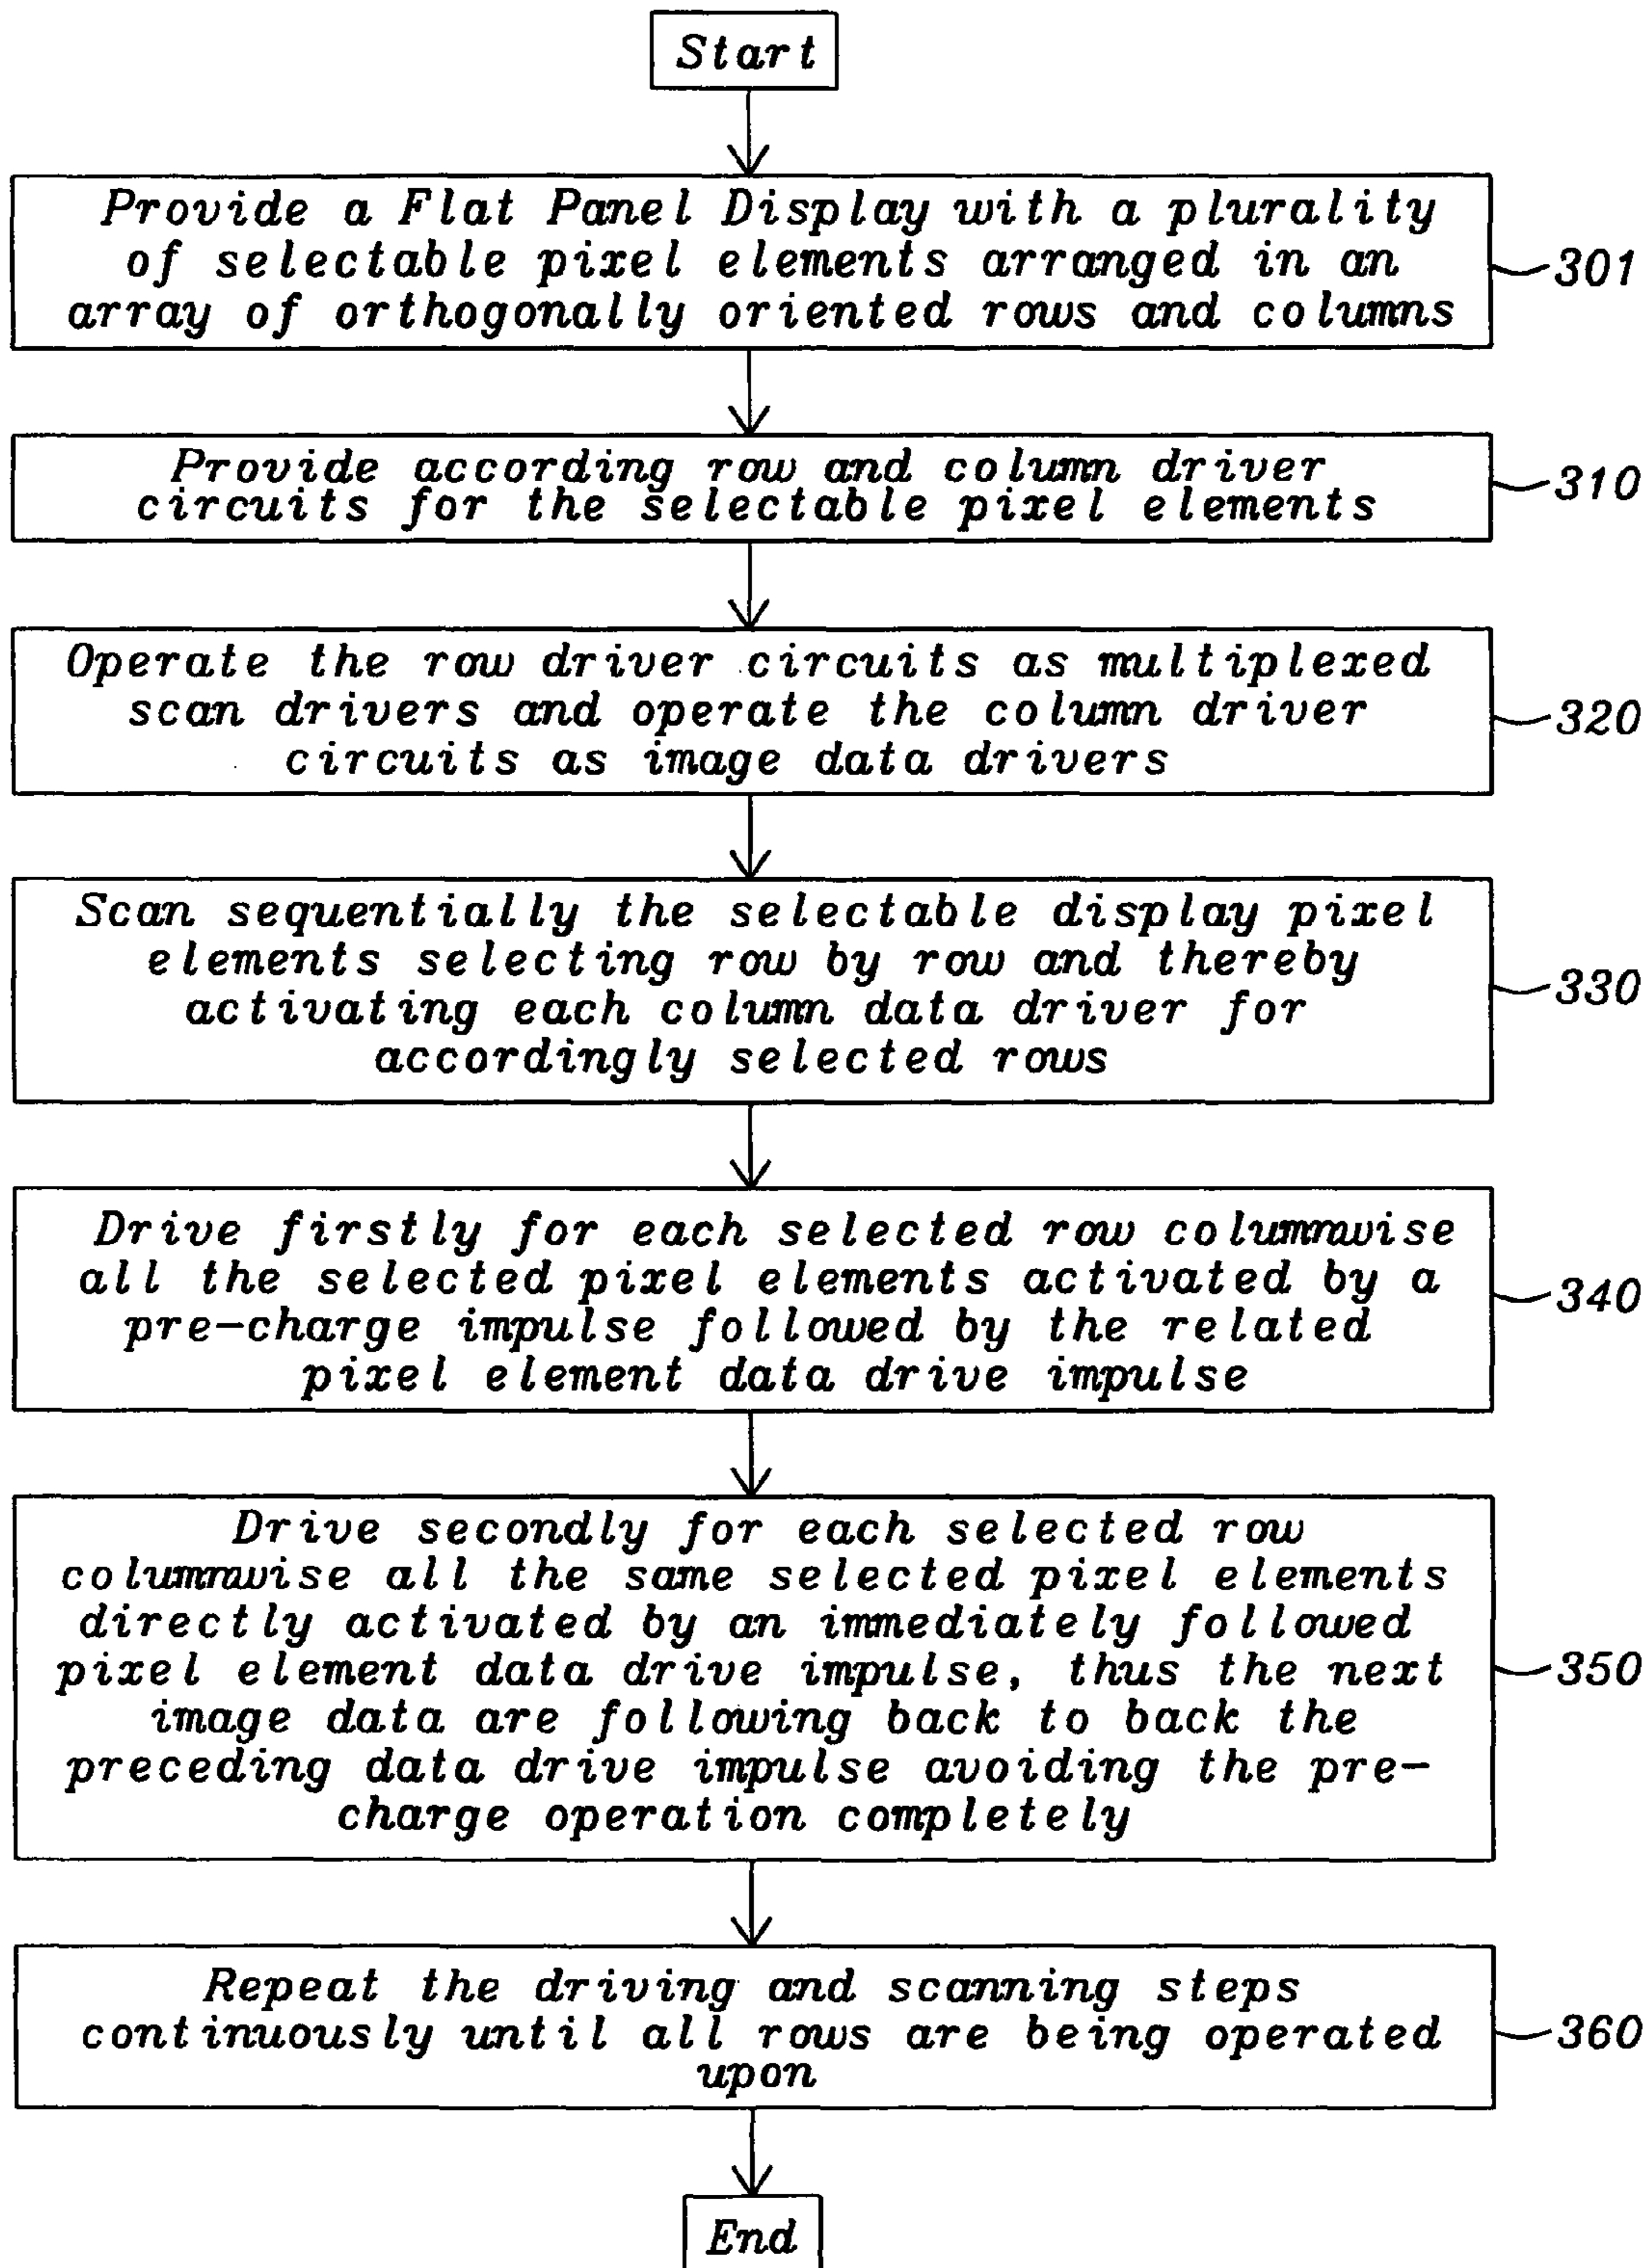 Start
Provide a Flat Panel Display with a plurality
of selectable pixel elements arranged in an
array of orthogonally oriented rows and columns
301
Provide according row and column driver
circuits for the selectable pixel elements
310
Operate the row driver circuits as multiplexed
scan drivers and operate the column driver
circuits as image data drivers
320
Scan sequentially the selectable display pixel
elements selecting row by row and thereby
activating each column data driver for
accordingly selected rows
330
Drive firstly for each selected row columnwise
all the selected pixel elements activated by a
pre-charge impulse followed by the related
pixel element data drive impulse
340
Drive secondly for each selected row
columnwise all the same selected pixel elements
directly activated by an immediately followed
pixel element data drive impulse, thus the next
image data are following back to back the
preceding data drive impulse avoiding the pre-
charge operation completely
350
Repeat the driving and scanning steps
continuously until all rows are being operated
upon
360
End